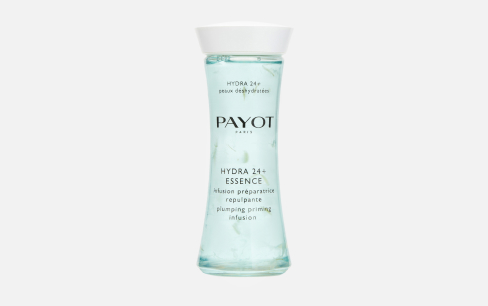 HYDRA 24+
peaux déshydratées
PAYOT
PARIS
HYDRA 24+
ESSENCE
infusion préparatrice
repulpante
plumping priming
infusion